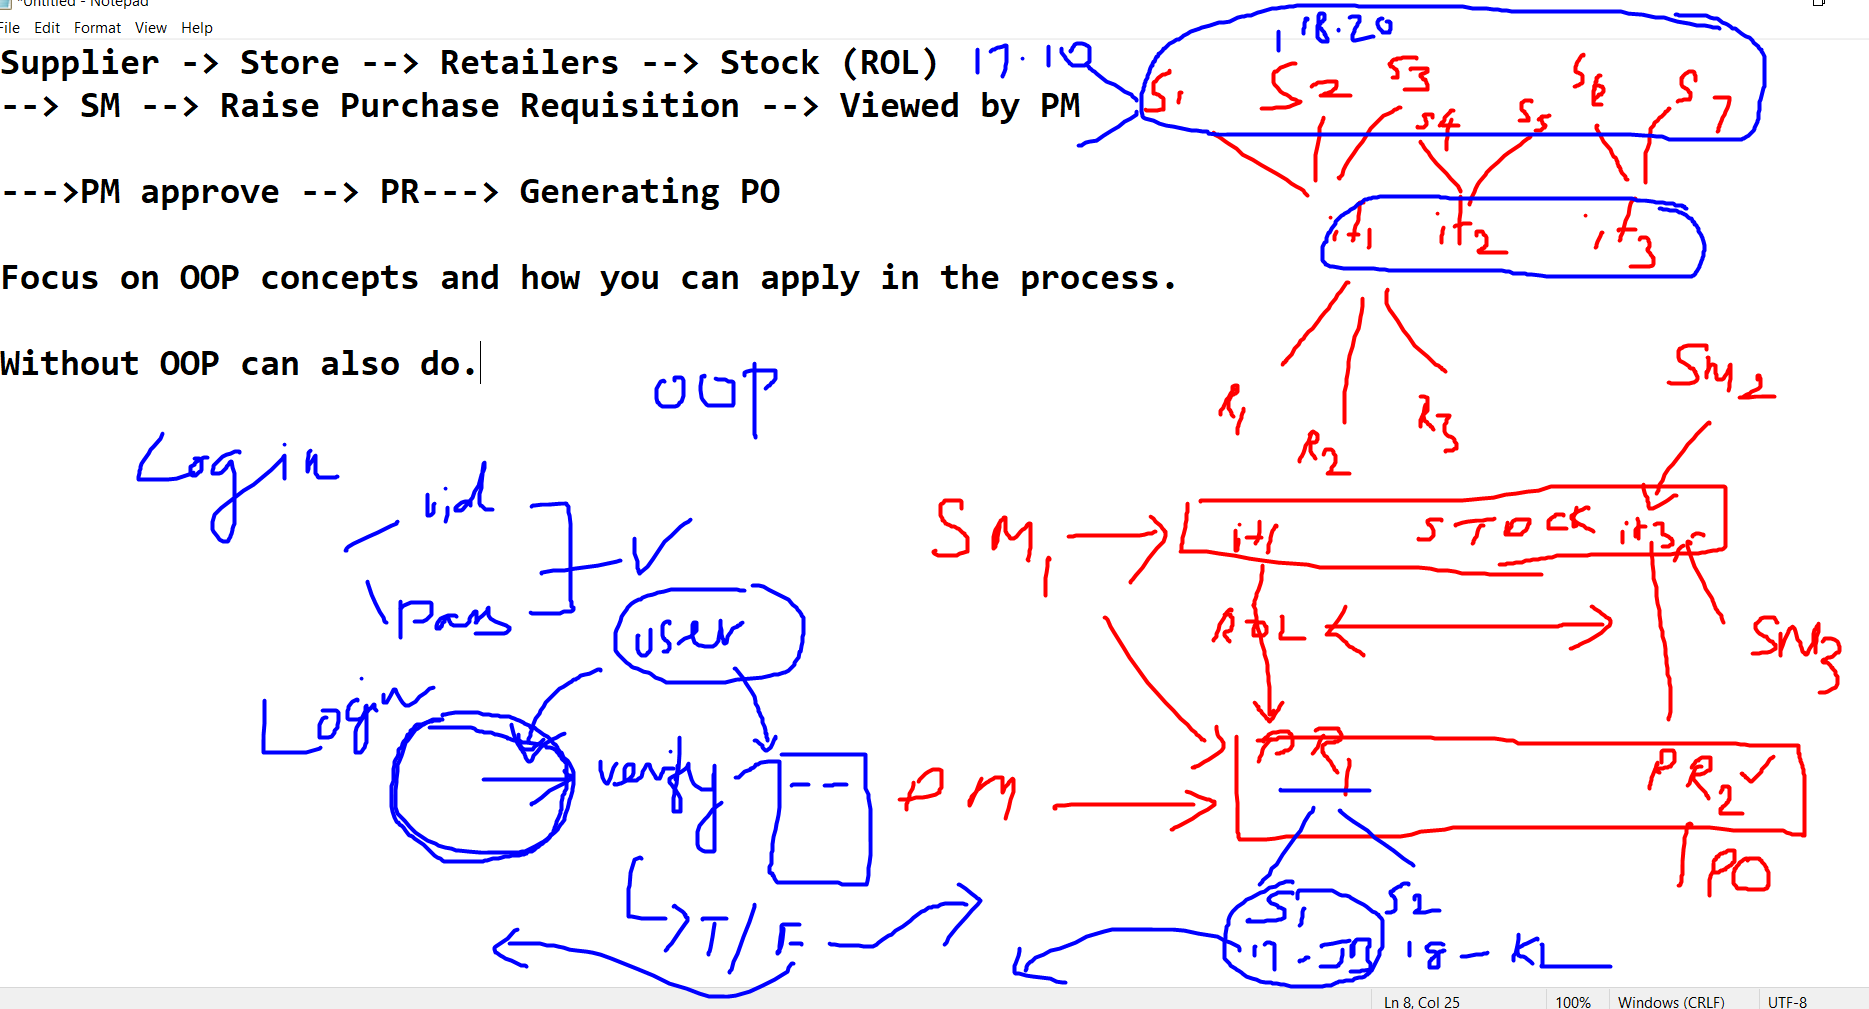 *Untitled - Notepad
File Edit Format View Help
Supplier -> Store --> Retailers --> Stock (ROL) 17.10
18.20
--> SM --> Raise Purchase Requisition --> Viewed by PM
S1 S2 S3 S4 S5 S6 S7
--->PM approve --> PR---> Generating PO
it1 it2 it3
Focus on OOP concepts and how you can apply in the process.
Without OOP can also do.
OOP
R1 R2 R3
SM2
Login
uid
Pass
SM1
it1 STOCK it3
user
ROL
SM3
Login
verify
PM
PR1 PR2
PO
T/F
S1 S2
18 - KL
Ln 8, Col 25 100% Windows (CRLF) UTF-8